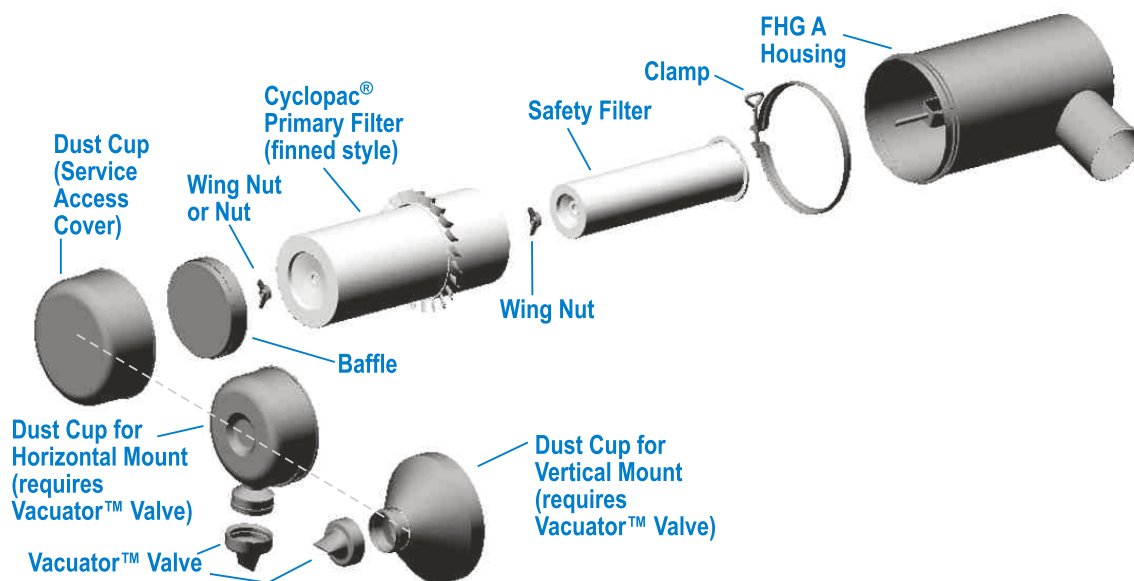 FHG A
Housing
Clamp
Safety Filter
Cyclopac®
Primary Filter
(finned style)
Dust Cup
(Service
Access
Cover)
Wing Nut
or Nut
Wing Nut
Baffle
Dust Cup for
Horizontal Mount
(requires
Vacuator™ Valve)
Dust Cup for
Vertical Mount
(requires
Vacuator™ Valve)
Vacuator™ Valve